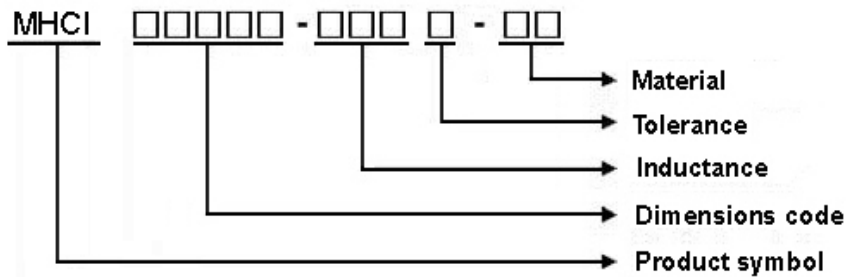 MHCI □□□□□ - □□□ □ - □□
Material
Tolerance
Inductance
Dimensions code
Product symbol